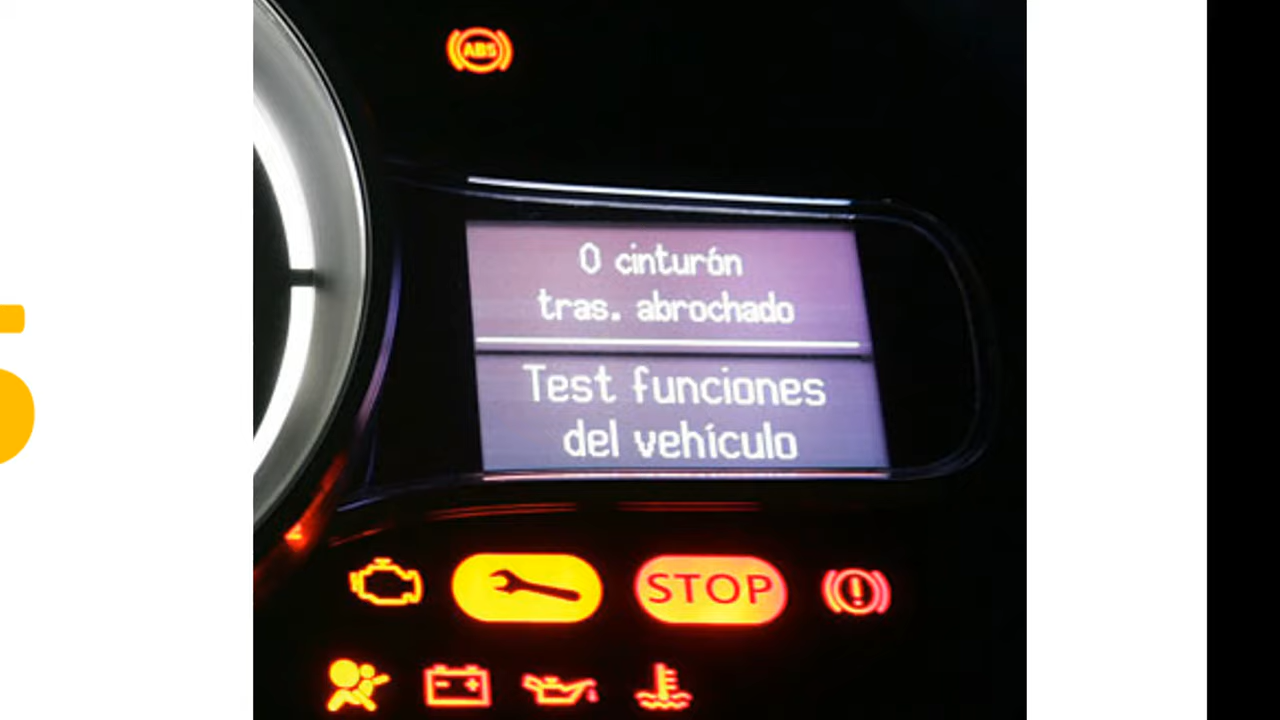 ABS
0 cinturón
tras. abrochado
Test funciones
del vehículo
STOP